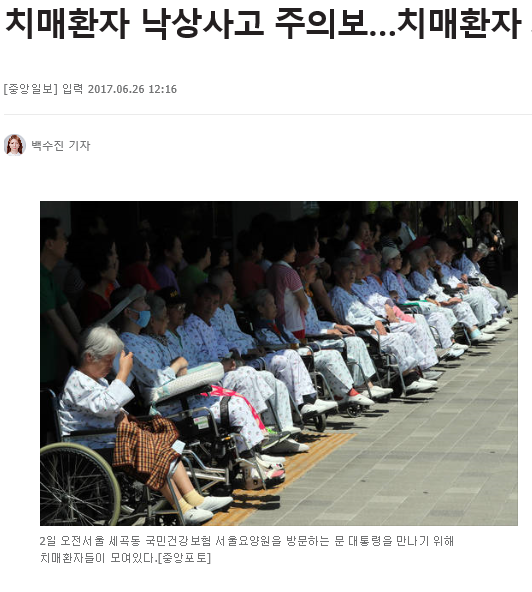 치매환자 낙상사고 주의보...치매환자
[중앙일보] 입력 2017.06.26 12:16
백수진 기자
2일 오전서울 세곡동 국민건강보험 서울요양원을 방문하는 문 대통령을 만나기 위해
치매환자들이 모여있다.[중앙포토]